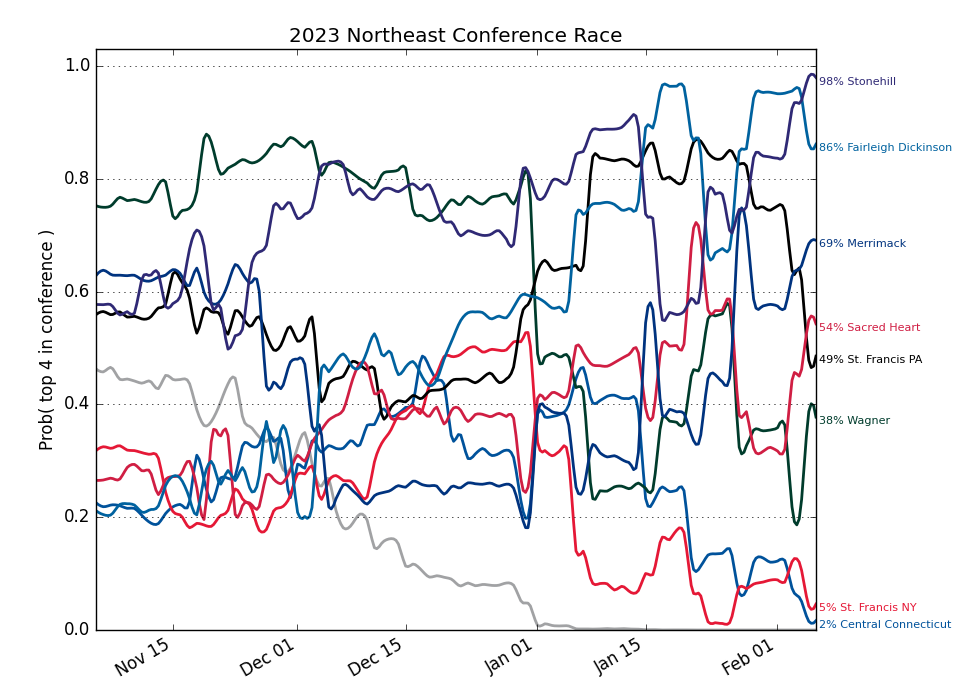 2023 Northeast Conference Race
Prob( top 4 in conference )
1.0
0.8
0.6
0.4
0.2
0.0
Nov 15
Dec 01
Dec 15
Jan 01
Jan 15
Feb 01
98% Stonehill
86% Fairleigh Dickinson
69% Merrimack
54% Sacred Heart
49% St. Francis PA
38% Wagner
5% St. Francis NY
2% Central Connecticut